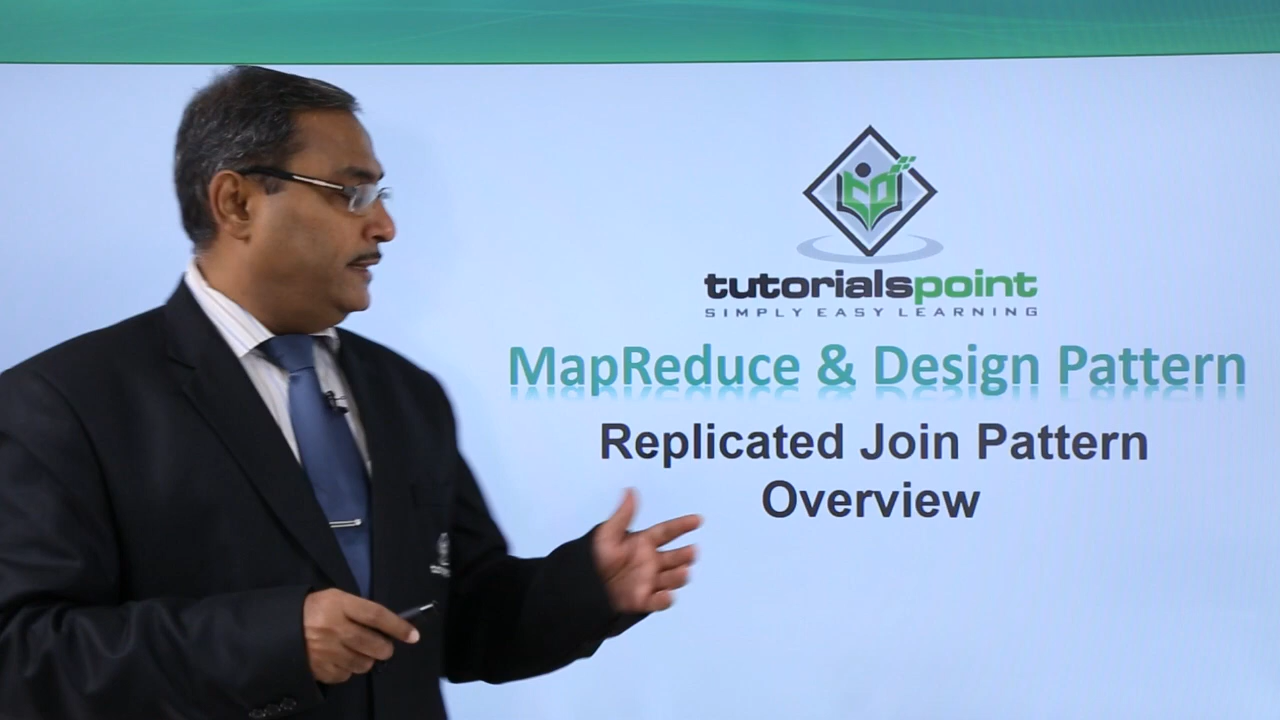 tutorialspoint
SIMPLY EASY LEARNING
MapReduce & Design Pattern
Replicated Join Pattern
Overview